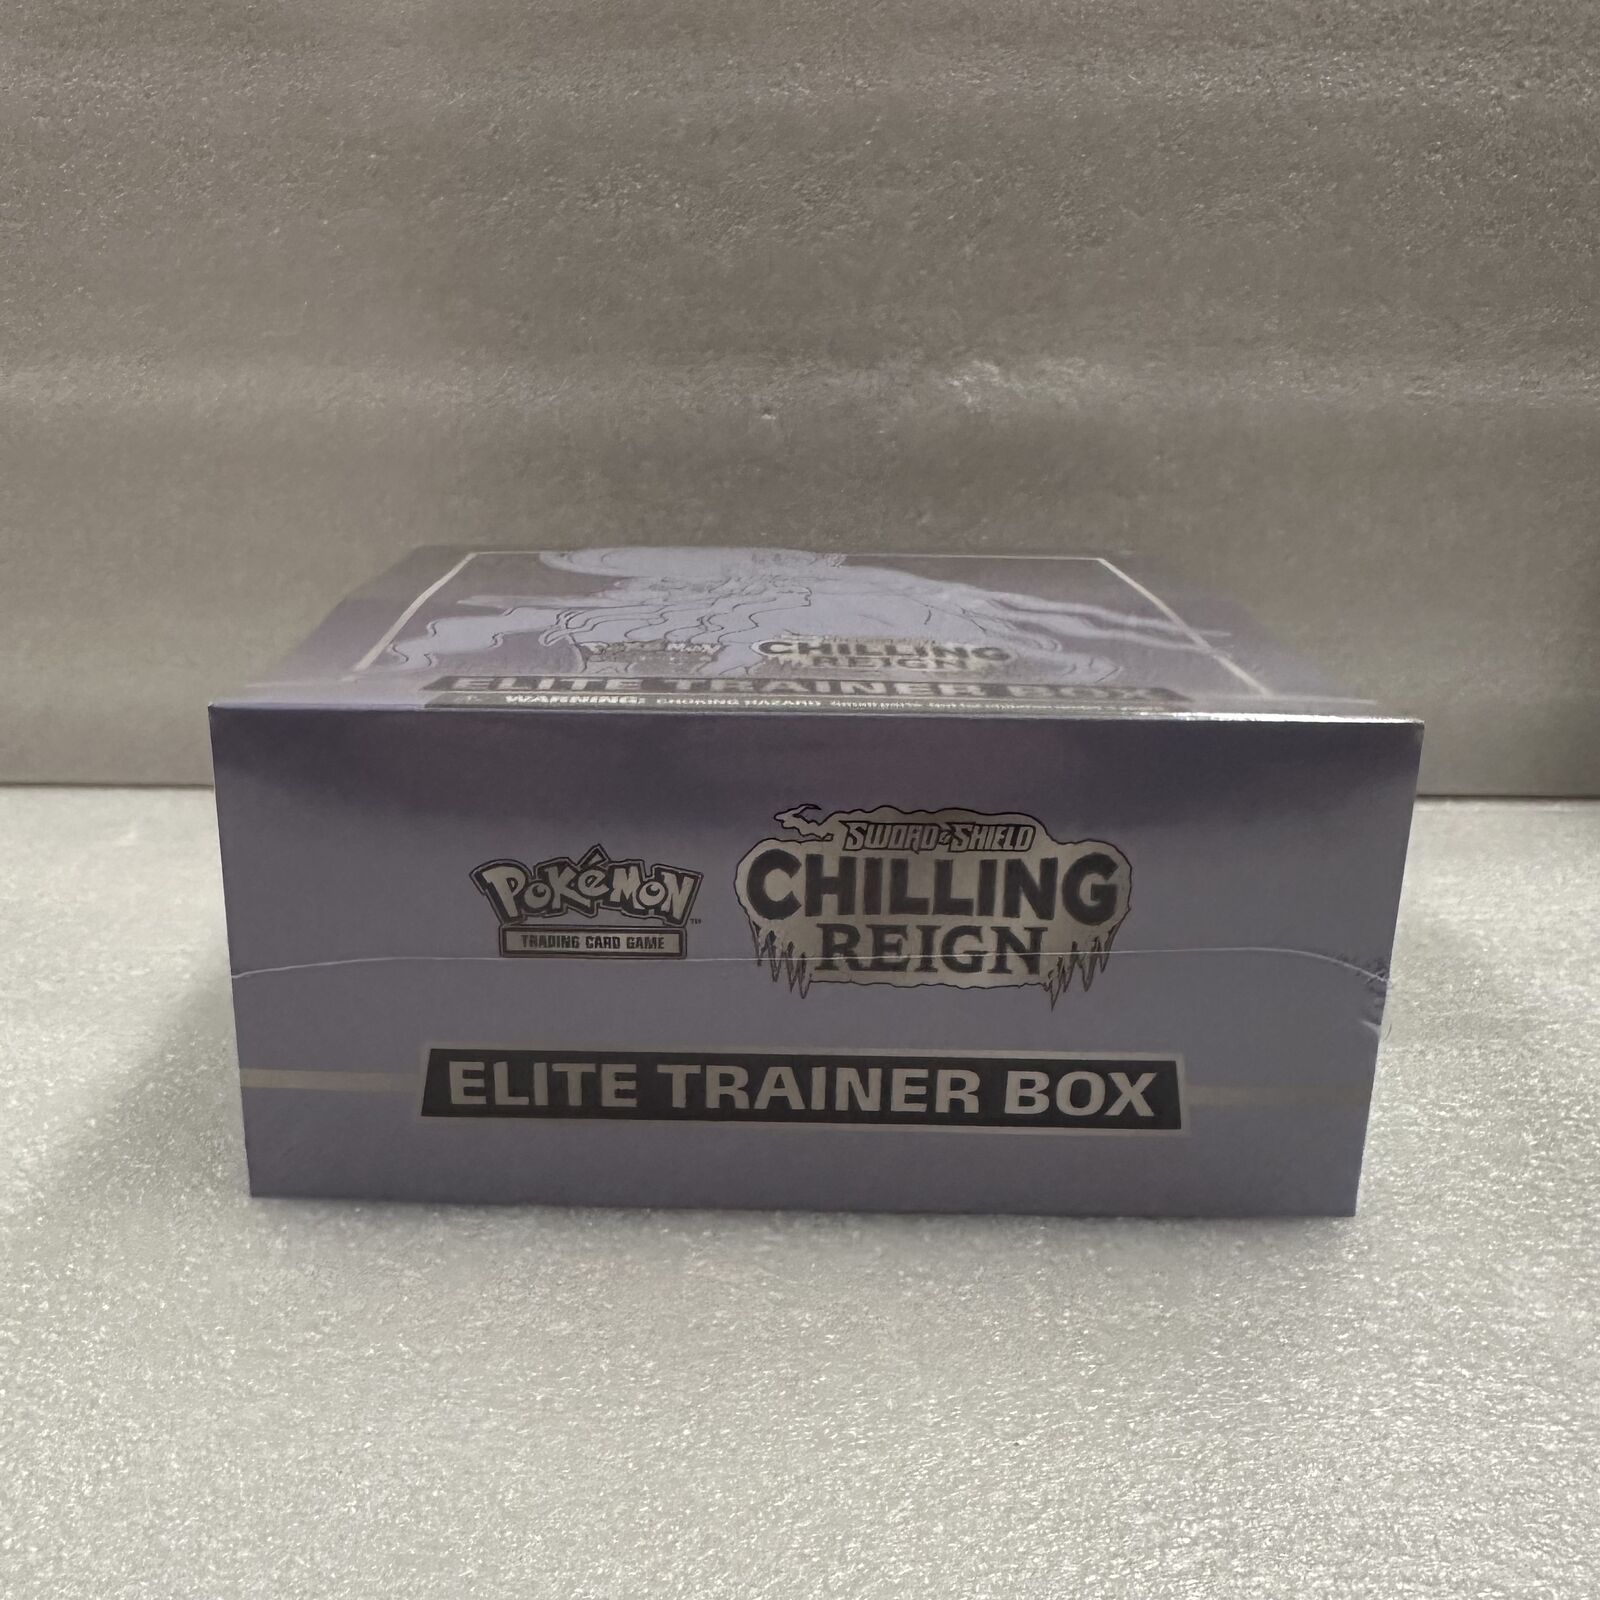 POKéMON
CHILLING
REIGN
ELITE TRAINER BOX
WARNING: CHOKING HAZARD
SWORD & SHIELD
POKéMON TM
CHILLING
REIGN
TRADING CARD GAME
ELITE TRAINER BOX